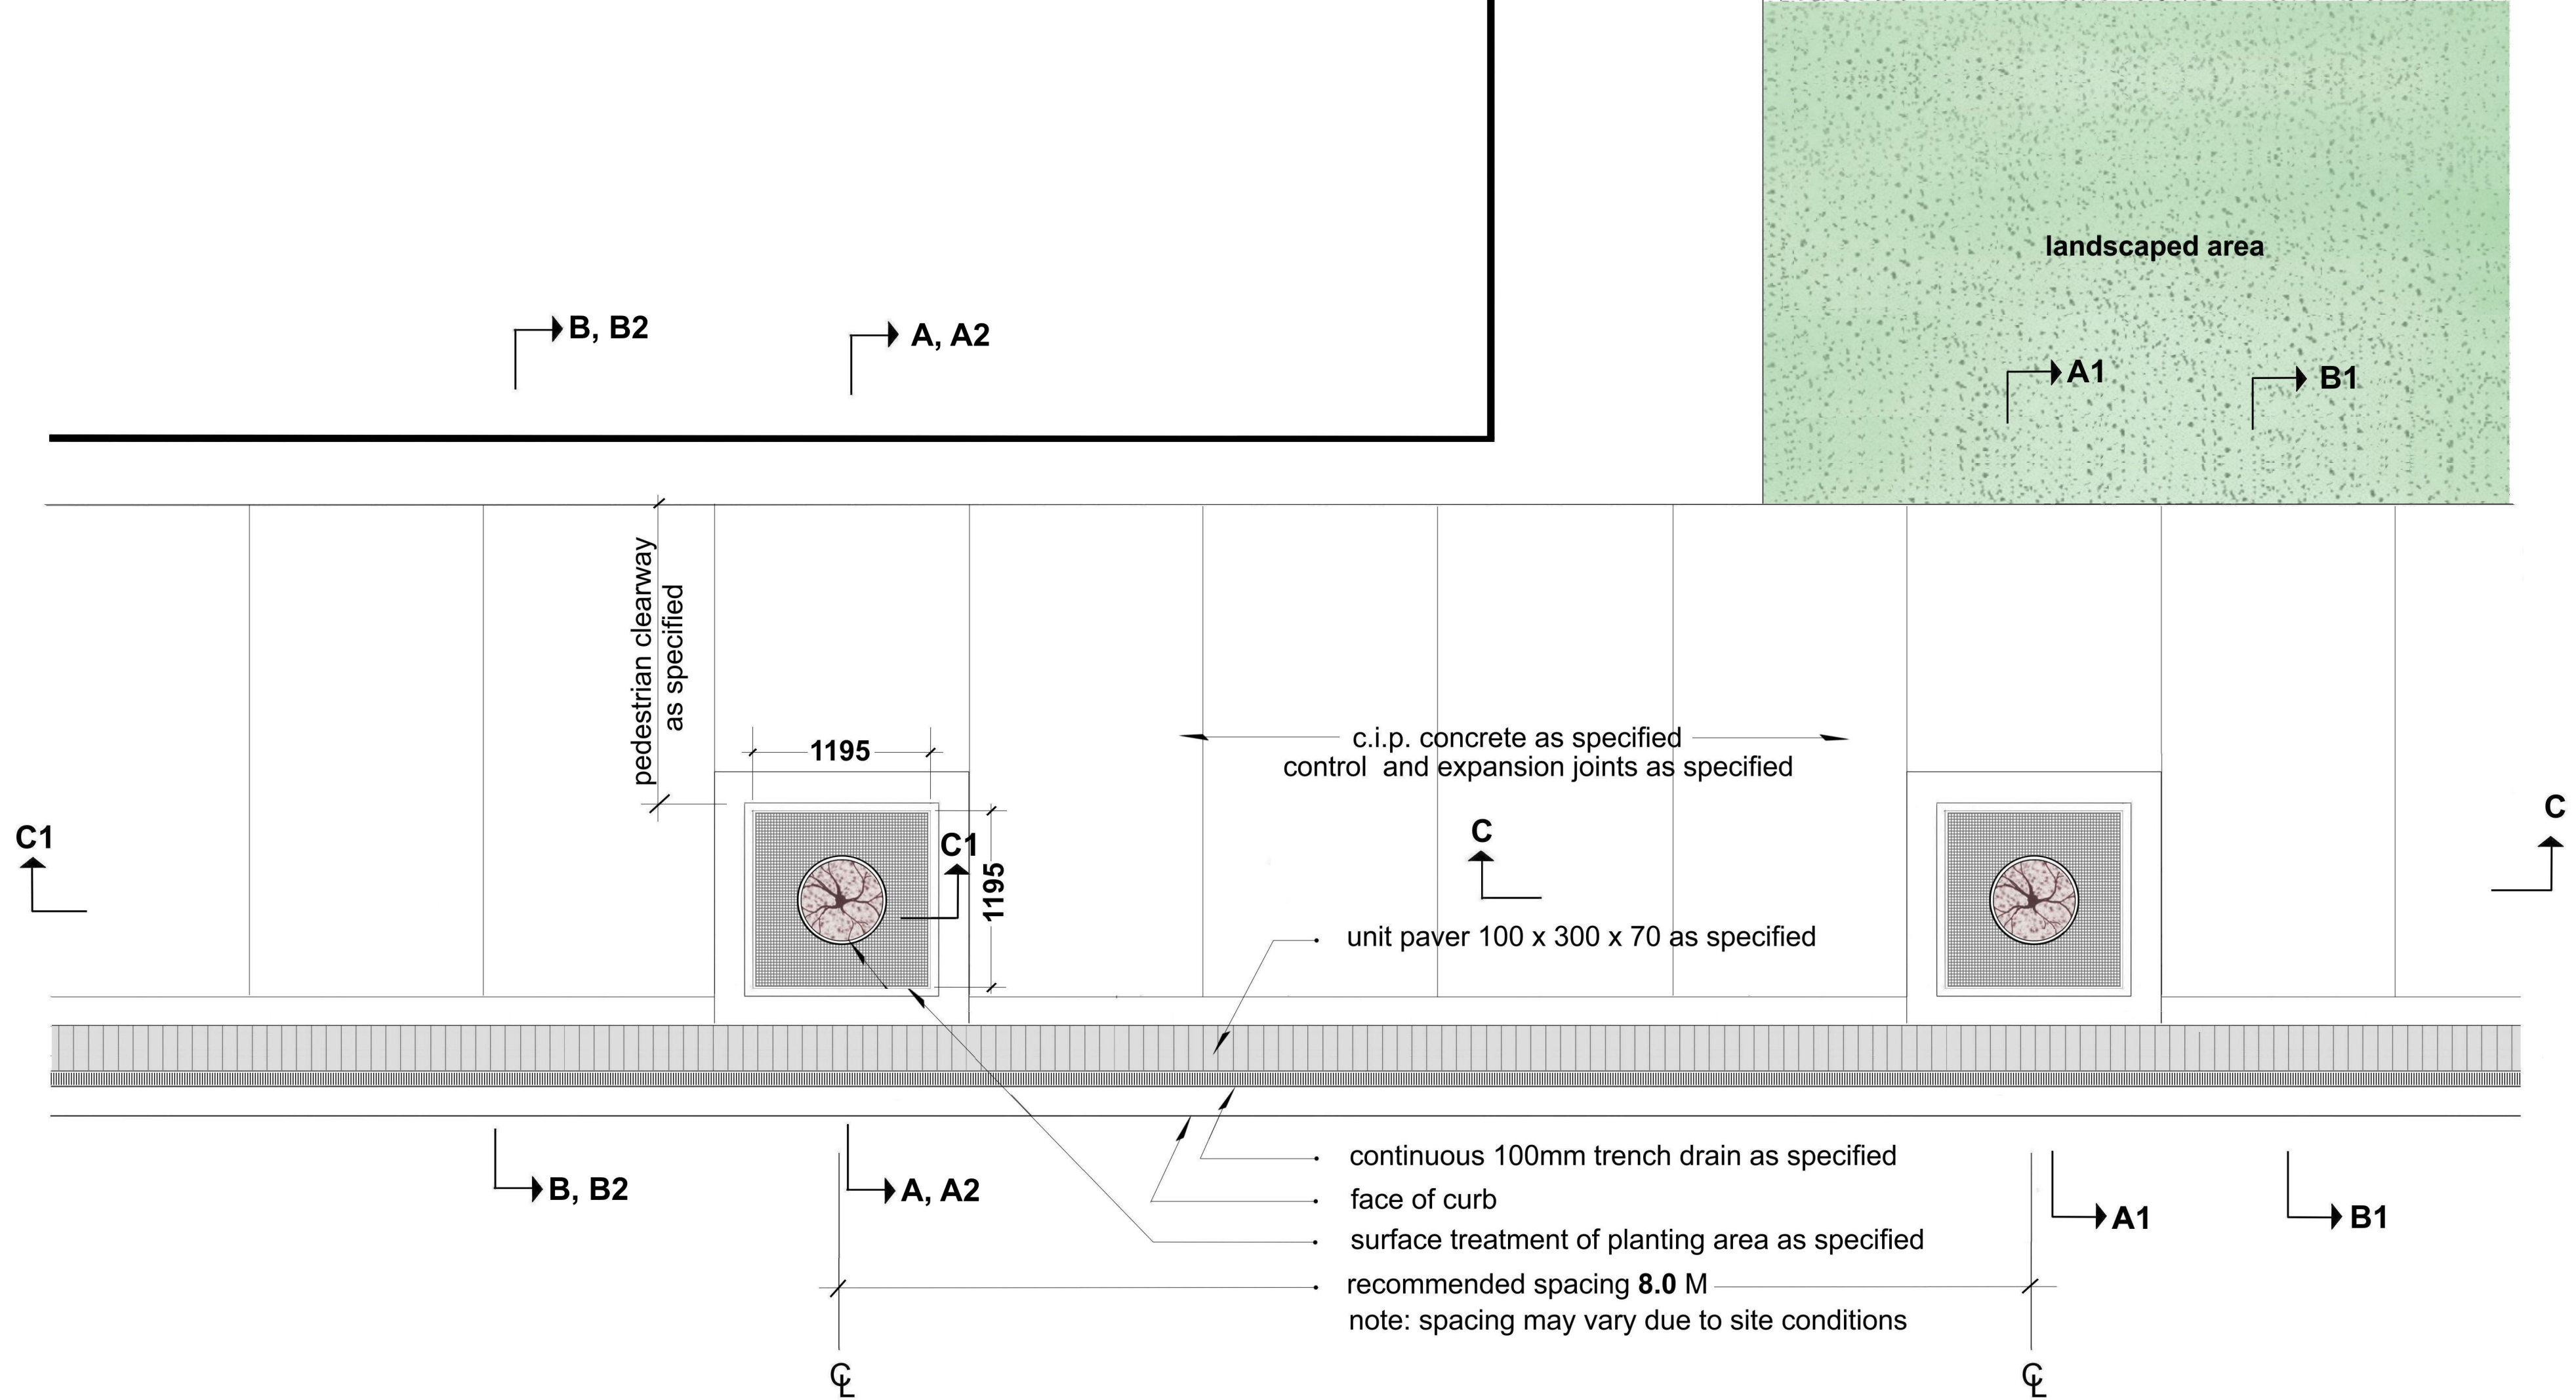 landscaped area
B, B2
A, A2
A1
B1
pedestrian clearway
as specified
1195
c.i.p. concrete as specified
control and expansion joints as specified
C1
C1
1195
C
C
unit paver 100 x 300 x 70 as specified
continuous 100mm trench drain as specified
B, B2
A, A2
face of curb
A1
B1
surface treatment of planting area as specified
recommended spacing 8.0 M
note: spacing may vary due to site conditions
℄
℄